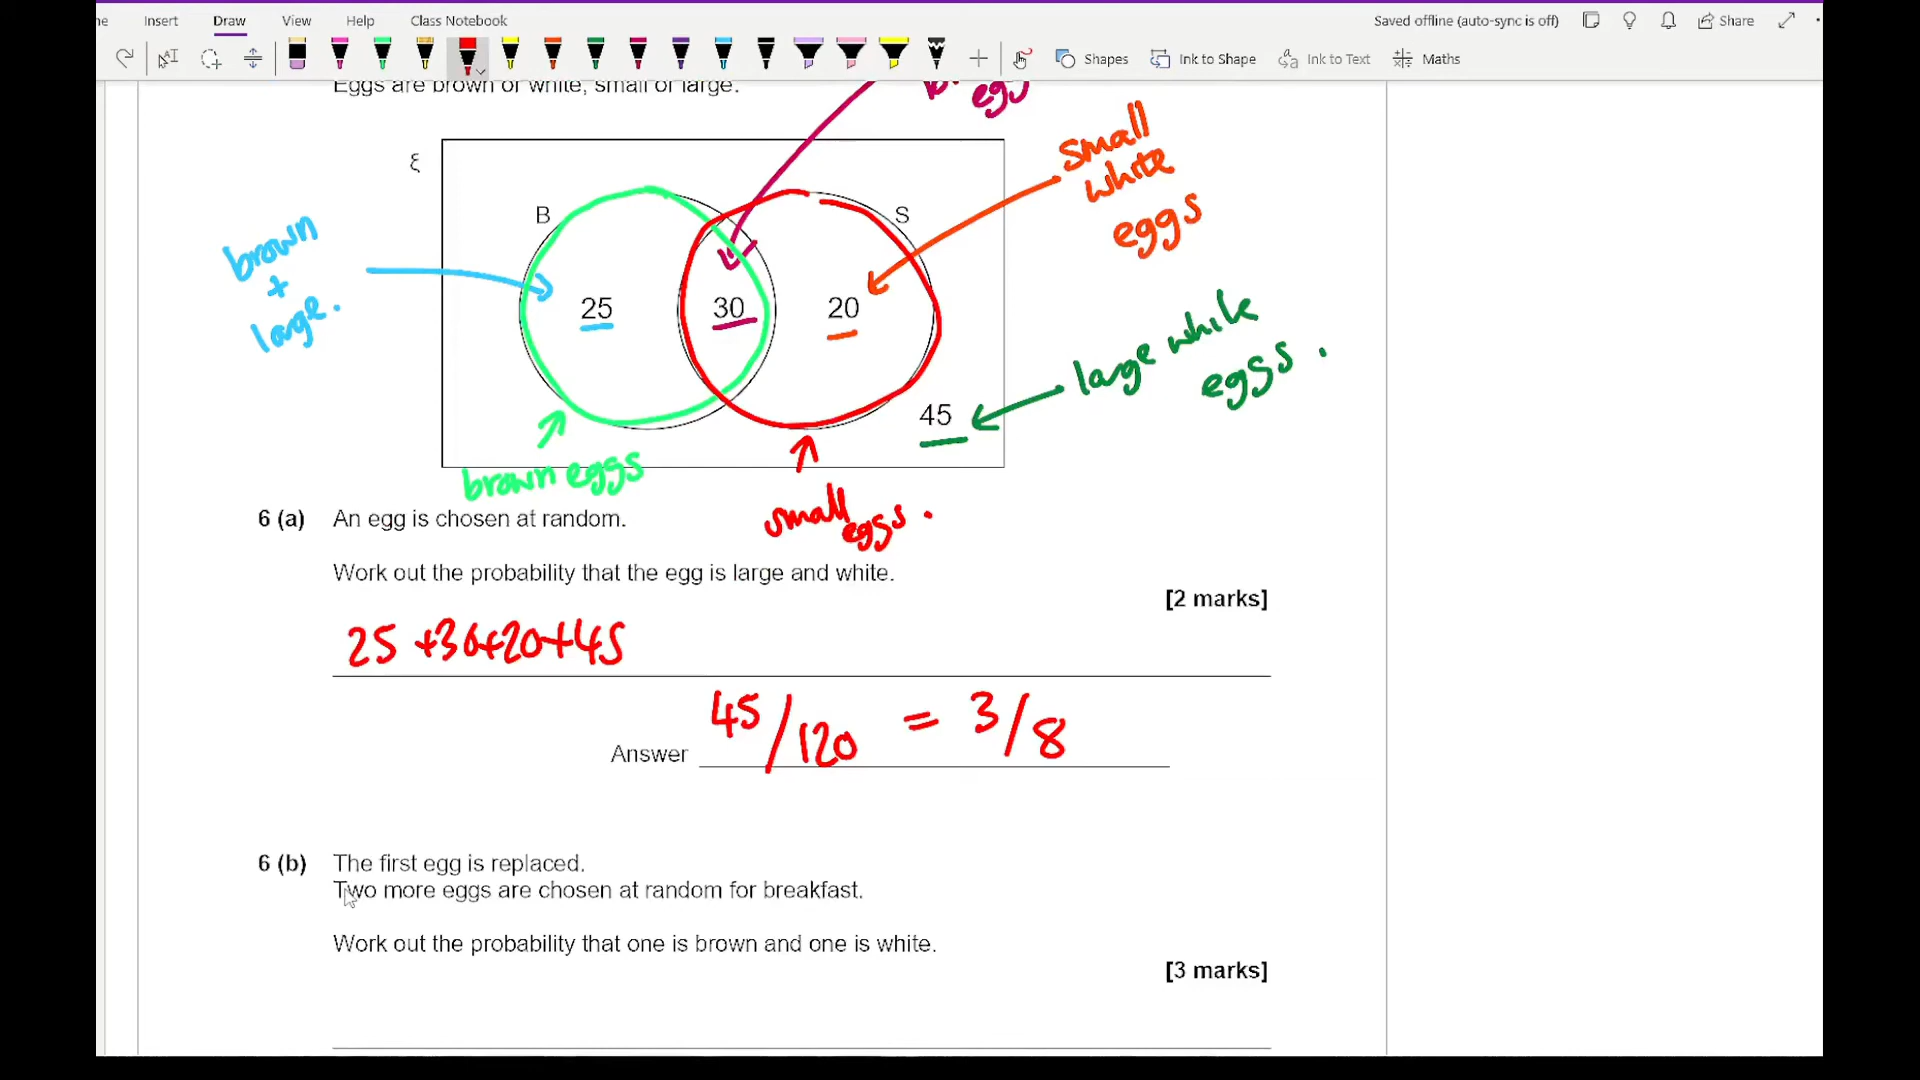 Insert Draw View Help Class Notebook Saved offline (auto-sync is off) Share
Shapes Ink to Shape Ink to Text Maths
Eggs are brown or white, small or large.
egg
small
white
eggs
ξ
B
S
brown
+
large.
25 30 20
large white
eggs.
45
brown eggs
small
eggs.
6 (a) An egg is chosen at random.
Work out the probability that the egg is large and white.
[2 marks]
25 +30+20+45
Answer 45/120 = 3/8
6 (b) The first egg is replaced.
Two more eggs are chosen at random for breakfast.
Work out the probability that one is brown and one is white.
[3 marks]